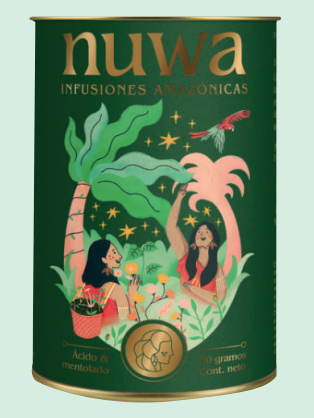 nuwa
INFUSIONES AMAZÓNICAS
Ácido &
mentolado
gramos
Cont. neto